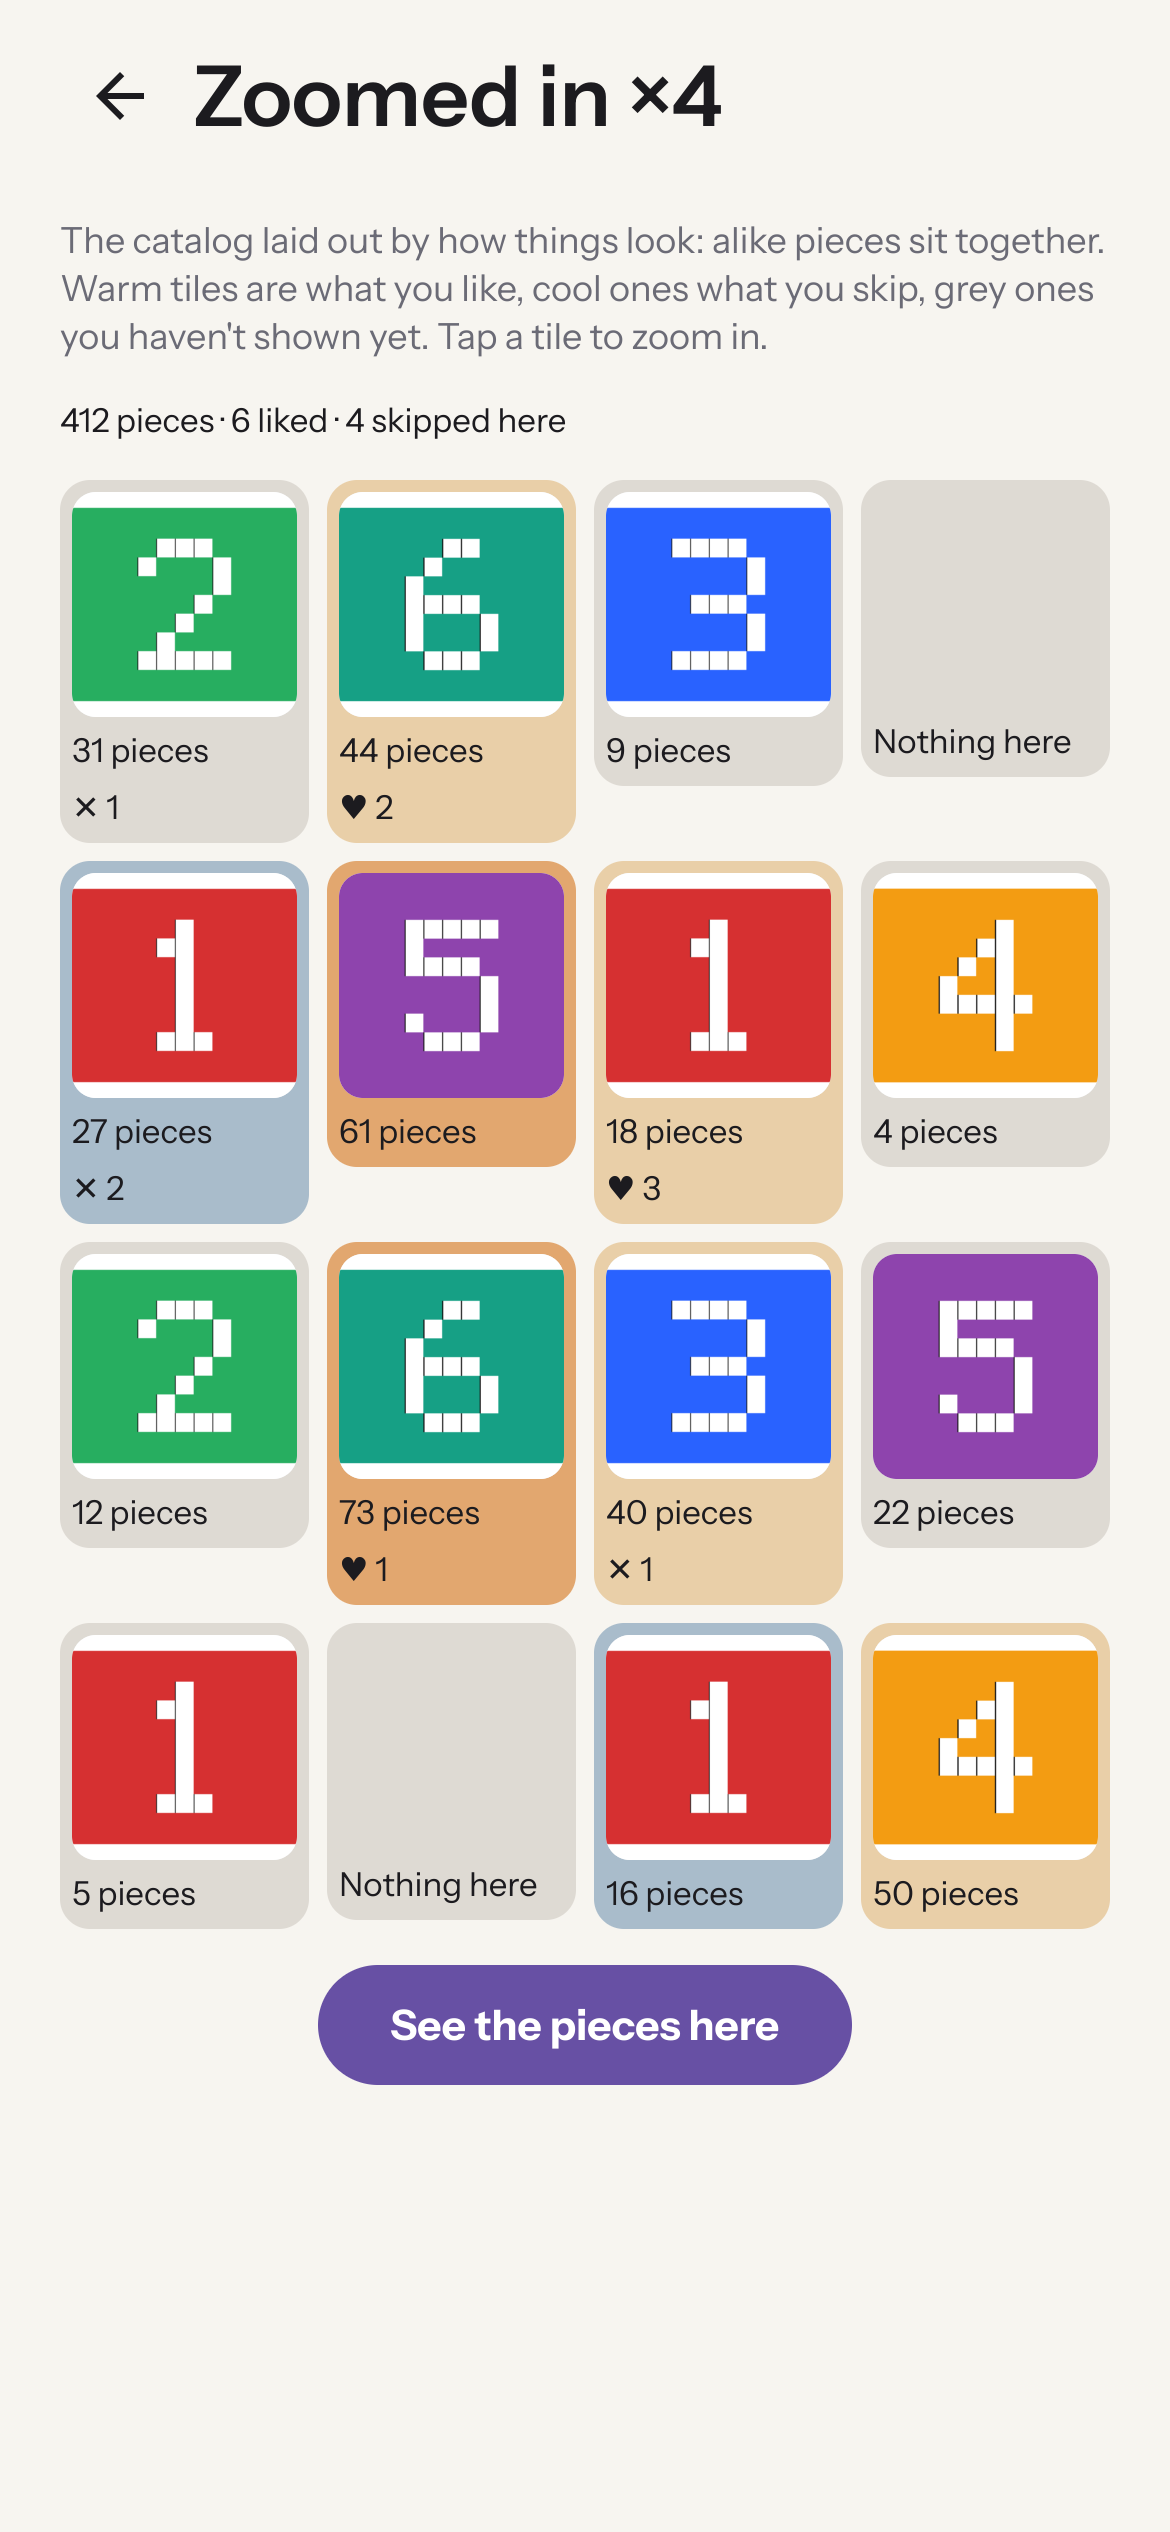 Zoomed in ×4
The catalog laid out by how things look: alike pieces sit together.
Warm tiles are what you like, cool ones what you skip, grey ones
you haven't shown yet. Tap a tile to zoom in.
412 pieces · 6 liked · 4 skipped here
2 6 3
Nothing here
31 pieces 44 pieces 9 pieces
✕ 1 ♥ 2
1 5 1 4
27 pieces 61 pieces 18 pieces 4 pieces
✕ 2 ♥ 3
2 6 3 5
12 pieces 73 pieces 40 pieces 22 pieces
♥ 1 ✕ 1
1 1 4
Nothing here
5 pieces 16 pieces 50 pieces
See the pieces here